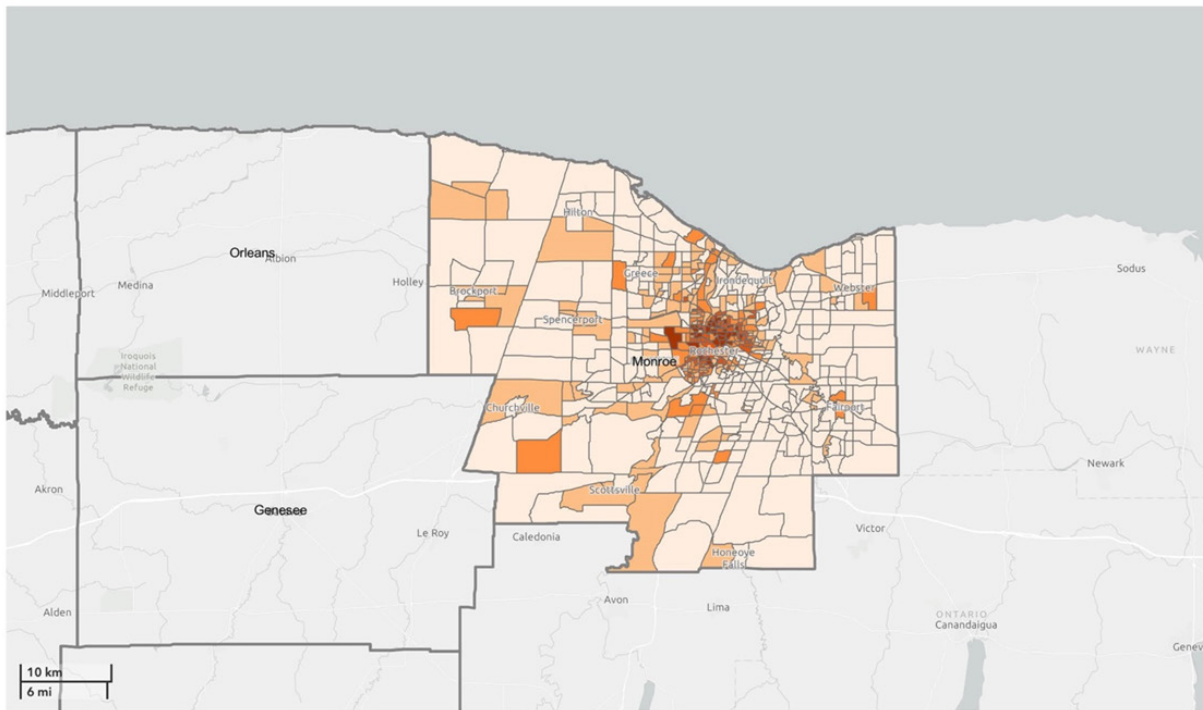 Hilton
Orleans
Albion
Sodus
Greece
Irondequoit
Holley
Medina
Middleport
Brockport
Webster
Spencerport
Rochester
WAYNE
Iroquois
National
Wildlife
Refuge
Monroe
Churchville
Fairport
Newark
Akron
Scottsville
Genesee
Victor
Le Roy
Caledonia
Honeoye
Falls
Avon
Lima
Alden
ONTARIO
Canandaigua
Genev
10 km
6 mi